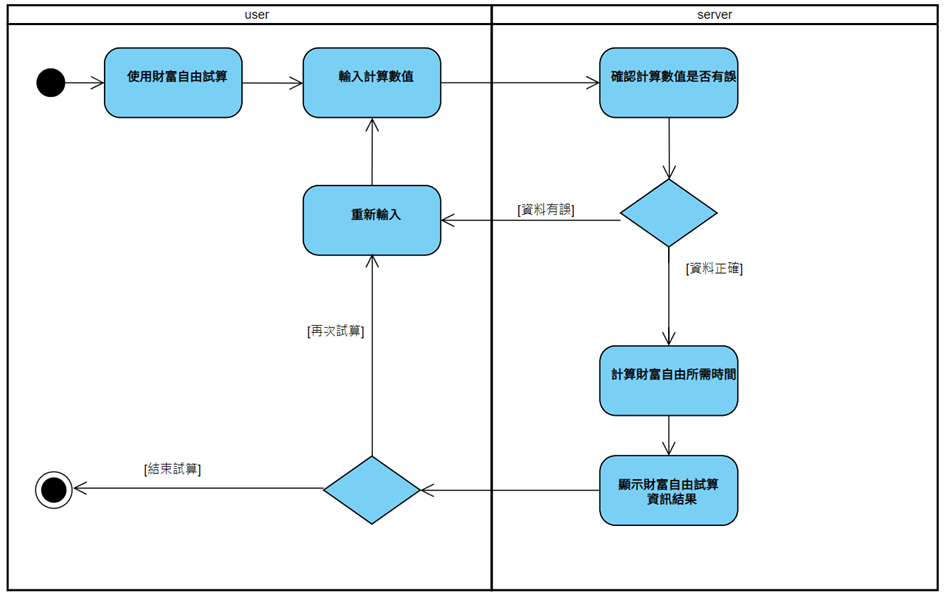 user
server
使用財富自由試算
輸入計算數值
確認計算數值是否有誤
重新輸入
[資料有誤]
[資料正確]
[再次試算]
計算財富自由所需時間
[結束試算]
顯示財富自由試算
資訊結果